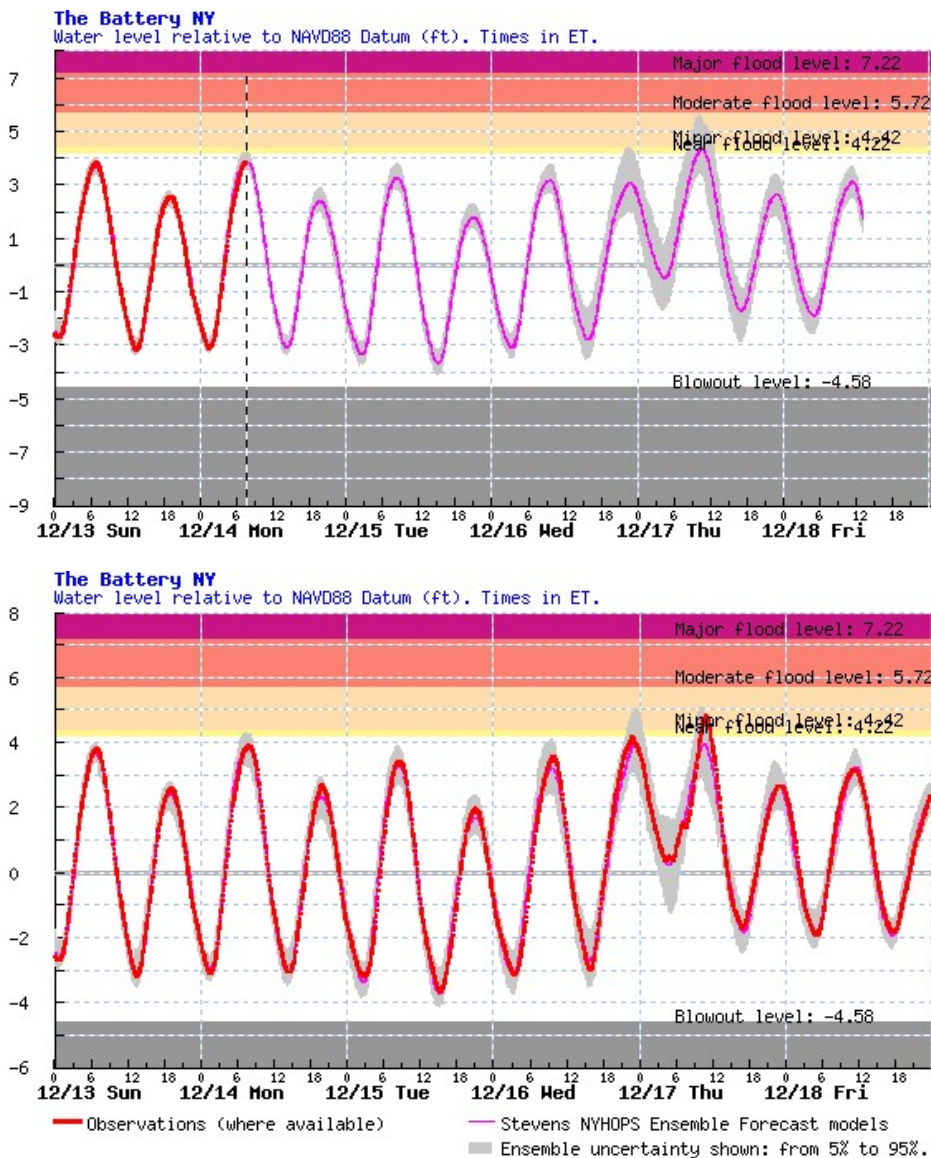 The Battery NY
Water level relative to NAVD88 Datum (ft). Times in ET.
Major flood level: 7.22
Moderate flood level: 5.72
Minor flood level: 4.42
Near flood level: 4.22
Blowout level: -4.58
7
5
3
1
-1
-3
-5
-7
-9
0 6 12 18 0 6 12 18 0 6 12 18 0 6 12 18 0 6 12 18 0 6 12 18
12/13 Sun 12/14 Mon 12/15 Tue 12/16 Wed 12/17 Thu 12/18 Fri
The Battery NY
Water level relative to NAVD88 Datum (ft). Times in ET.
Major flood level: 7.22
Moderate flood level: 5.72
Minor flood level: 4.42
Near flood level: 4.22
Blowout level: -4.58
8
6
4
2
0
-2
-4
-6
0 6 12 18 0 6 12 18 0 6 12 18 0 6 12 18 0 6 12 18 0 6 12 18
12/13 Sun 12/14 Mon 12/15 Tue 12/16 Wed 12/17 Thu 12/18 Fri
Observations (where available)
Stevens NYHOPS Ensemble Forecast models
Ensemble uncertainty shown: from 5% to 95%.